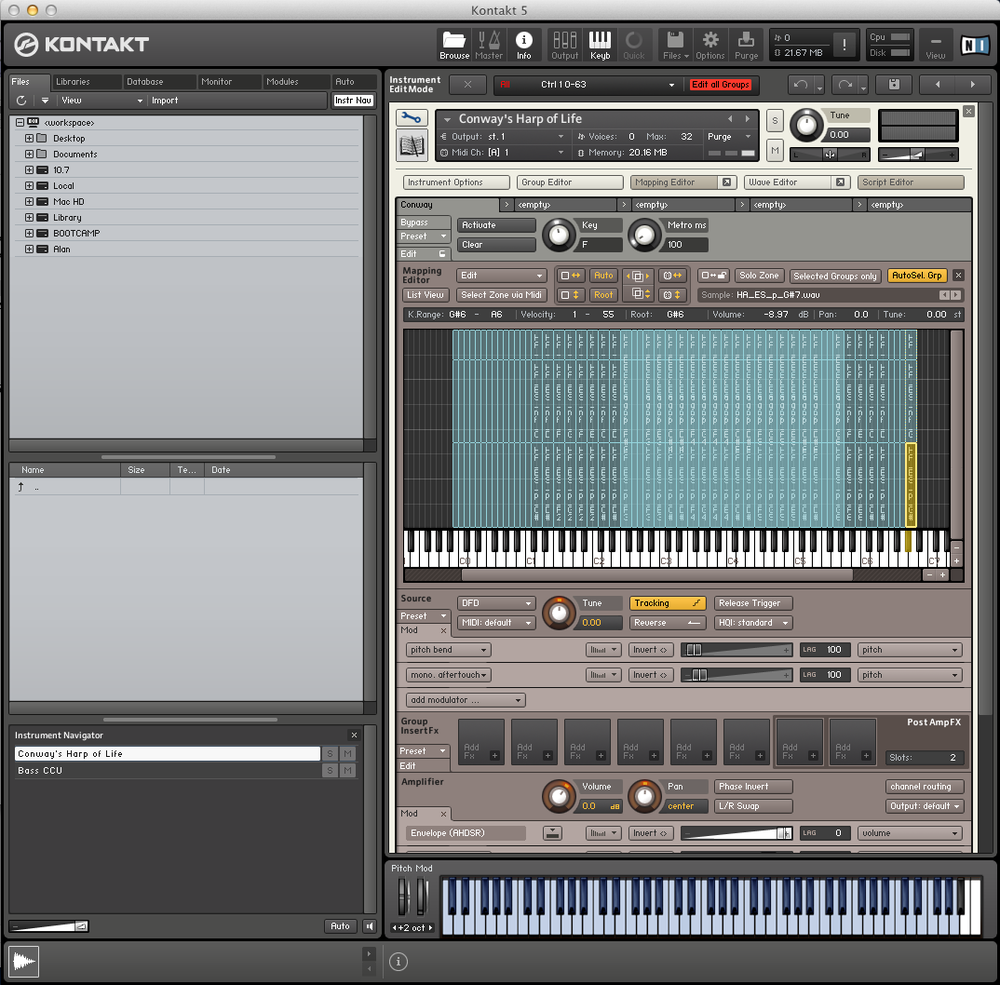 Kontakt 5
KONTAKT
Browse Master Info Output Keyb Quick Files Options Purge
0
21.67 MB
!
Cpu
Disk
View
Files Libraries Database Monitor Modules Auto
View Import Instr Nav
<workspace>
Desktop
Documents
10.7
Local
Mac HD
Library
BOOTCAMP
Alan
Name Size Te... Date
..
Instrument Navigator
Conway's Harp of Life S M
Bass CCU S M
Auto
Instrument
Edit Mode
All Ctrl 10-63 Edit all Groups
Conway's Harp of Life
Output: st. 1 Voices: 0 Max: 32 Purge
Midi Ch: [A] 1 Memory: 20.16 MB
S
M
Tune
0.00
L R
Instrument Options Group Editor Mapping Editor Wave Editor Script Editor
Conway <empty> <empty> <empty> <empty>
Bypass
Preset
Edit
Activate
Clear
Key
F
Metro ms
100
Mapping
Editor
Edit Auto Solo Zone Selected Groups only AutoSel. Grp
List View Select Zone via Midi Root Sample: HA_ES_p_G#7.wav
K.Range: G#6 - A6 Velocity: 1 - 55 Root: G#6 Volume: -8.97 dB Pan: 0.0 Tune: 0.00 st
C0 C1 C2 C3 C4 C5 C6 C7
Source
Preset
Mod
DFD
MIDI: default
Tune
0.00
Tracking Release Trigger
Reverse HQI: standard
pitch bend Invert LAG 100 pitch
mono. aftertouch Invert LAG 100 pitch
add modulator ...
Group
InsertFx
Preset
Edit
Add Fx Add Fx Add Fx Add Fx Add Fx Add Fx Add Fx Add Fx
Post AmpFX
Slots: 2
Amplifier
Mod
Volume
0.0 dB
Pan
center
Phase Invert
L/R Swap
channel routing
Output: default
Envelope (AHDSR) Invert LAG 0 volume
Pitch Mod
+2 oct